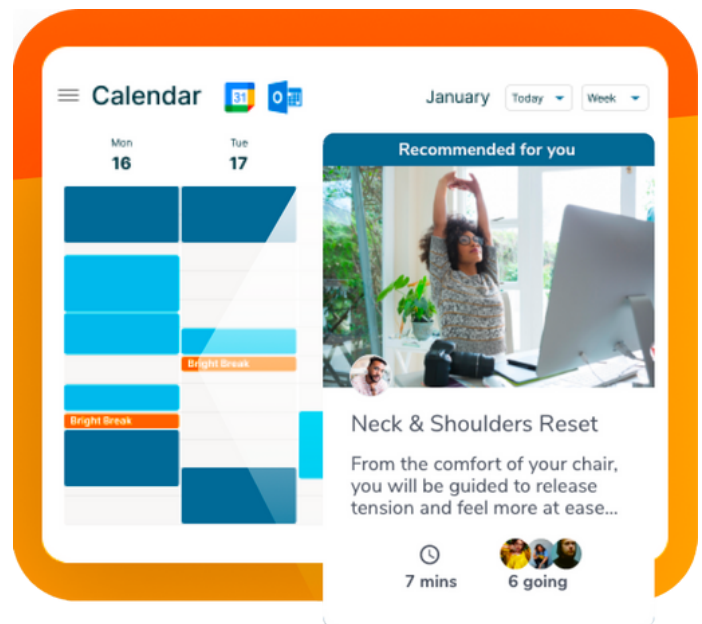 Calendar
31
January
Today
Week
Mon
16
Tue
17
Recommended for you
Bright Break
Bright Break
Neck & Shoulders Reset
From the comfort of your chair,
you will be guided to release
tension and feel more at ease...
7 mins
6 going